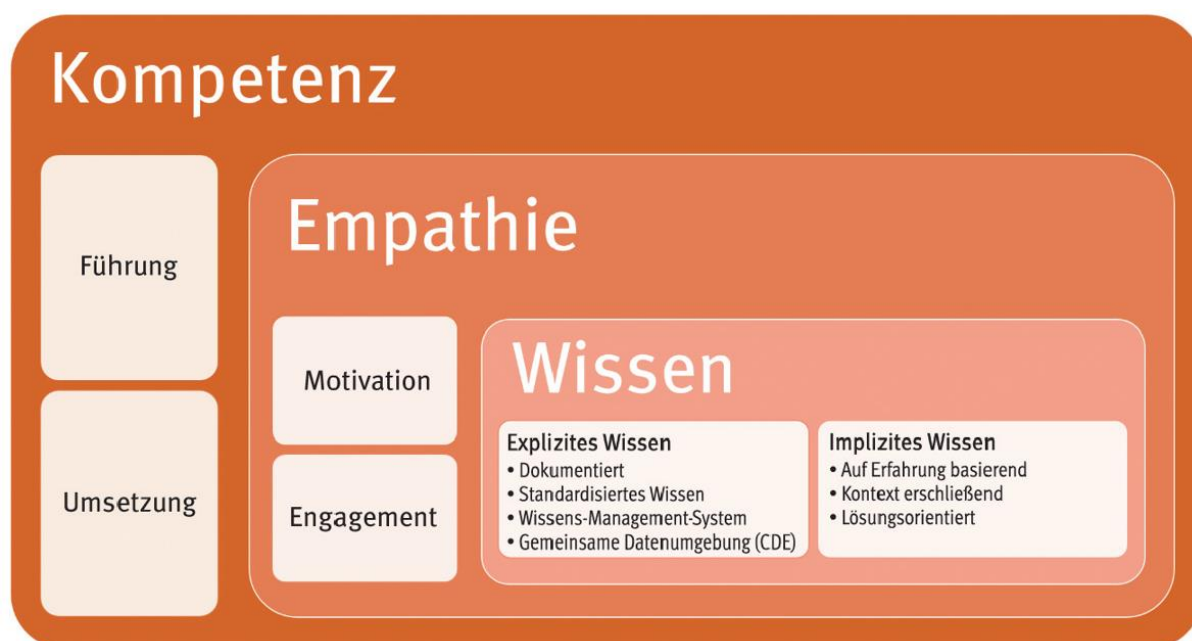 Kompetenz
Führung
Umsetzung
Empathie
Motivation
Engagement
Wissen
Explizites Wissen
• Dokumentiert
• Standardisiertes Wissen
• Wissens-Management-System
• Gemeinsame Datenumgebung (CDE)
Implizites Wissen
• Auf Erfahrung basierend
• Kontext erschließend
• Lösungsorientiert